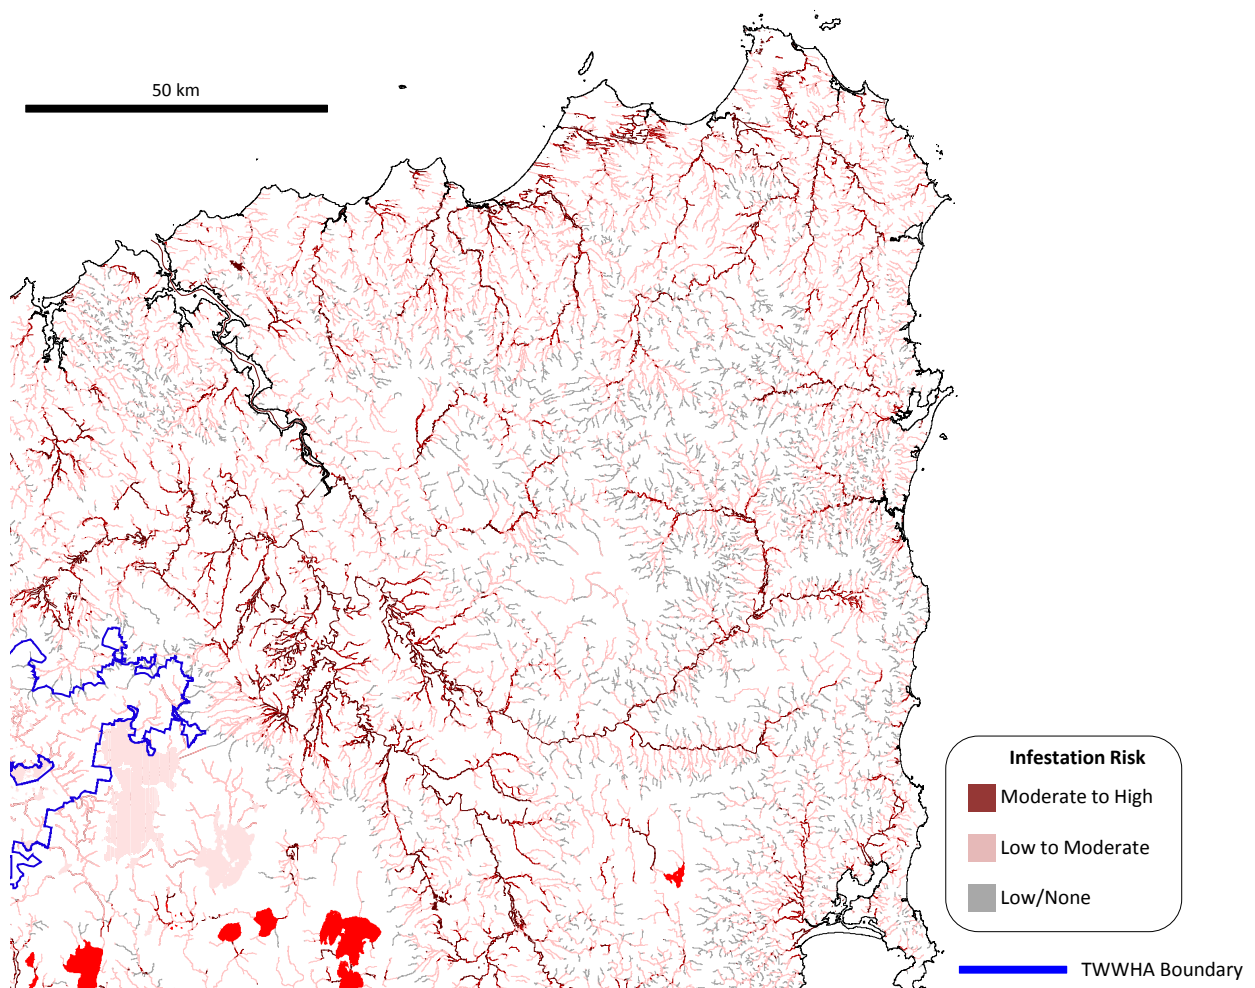 50 km
Infestation Risk
Moderate to High
Low to Moderate
Low/None
TWWHA Boundary